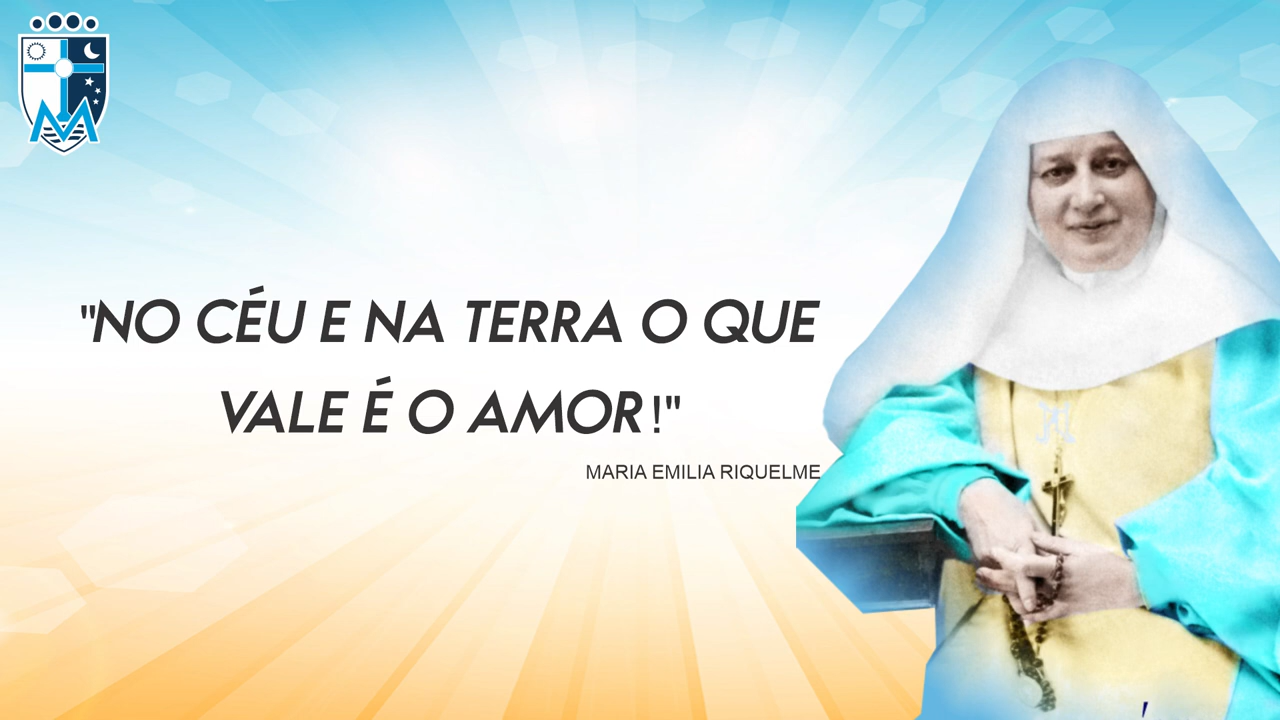 "NO CÉU E NA TERRA O QUE
VALE É O AMOR!"
MARIA EMILIA RIQUELME